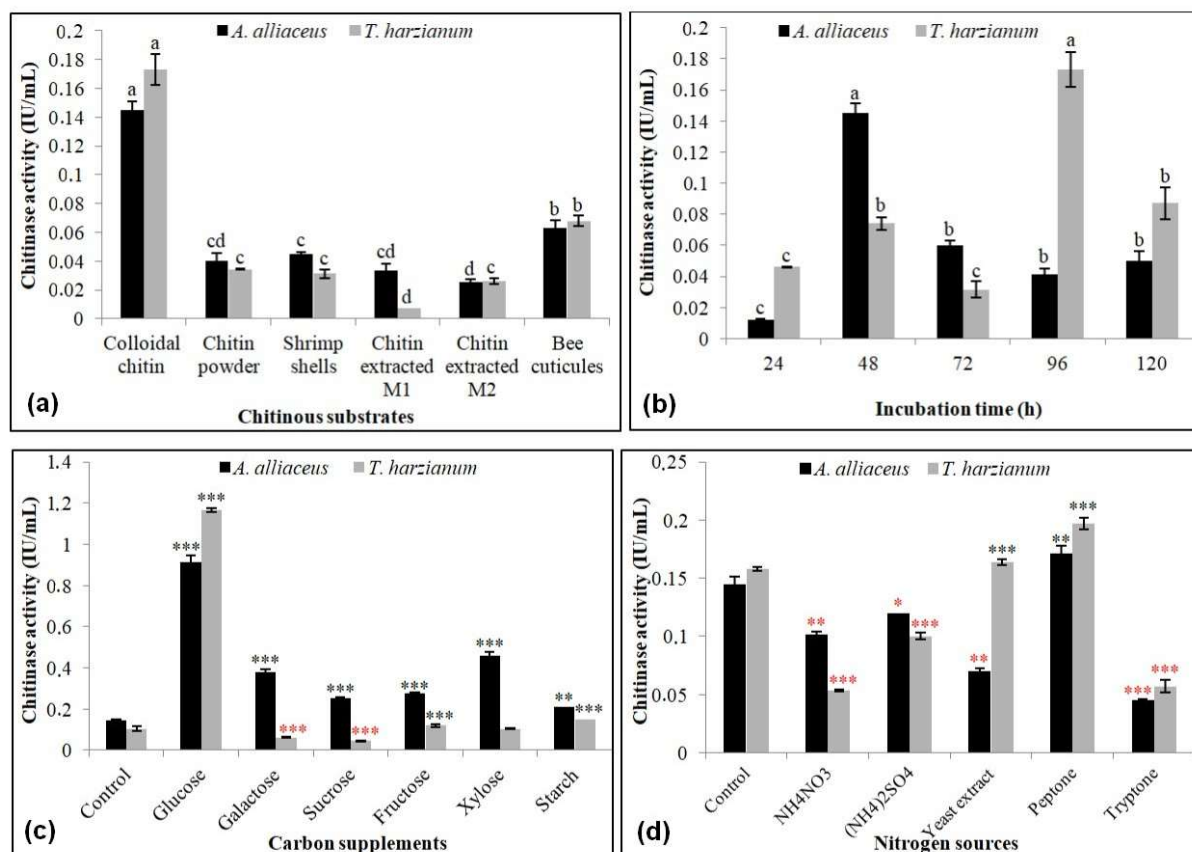 A. alliaceus T. harzianum
Chitinase activity (IU/mL)
0.2
0.18
0.16
0.14
0.12
0.1
0.08
0.06
0.04
0.02
0
a a
cd c
c c
cd d
d c
b b
Colloidal chitin
Chitin powder
Shrimp shells
Chitin extracted M1
Chitin extracted M2
Bee cuticules
Chitinous substrates
(a)
A. alliaceus T. harzianum
Chitinase activity (IU/mL)
0.2
0.18
0.16
0.14
0.12
0.1
0.08
0.06
0.04
0.02
0
c c
a b
b c
b a
b b
24 48 72 96 120
Incubation time (h)
(b)
A. alliaceus T. harzianum
Chitinase activity (IU/mL)
1.4
1.2
1
0.8
0.6
0.4
0.2
0
*** ***
*** ***
*** ***
*** ***
***
** ***
Control
Glucose
Galactose
Sucrose
Fructose
Xylose
Starch
Carbon supplements
(c)
A. alliaceus T. harzianum
Chitinase activity (IU/mL)
0,25
0.2
0.15
0.1
0.05
0
** ***
* ***
** ***
** ***
*** ***
Control
NH4NO3
(NH4)2SO4
Yeast extract
Peptone
Tryptone
Nitrogen sources
(d)